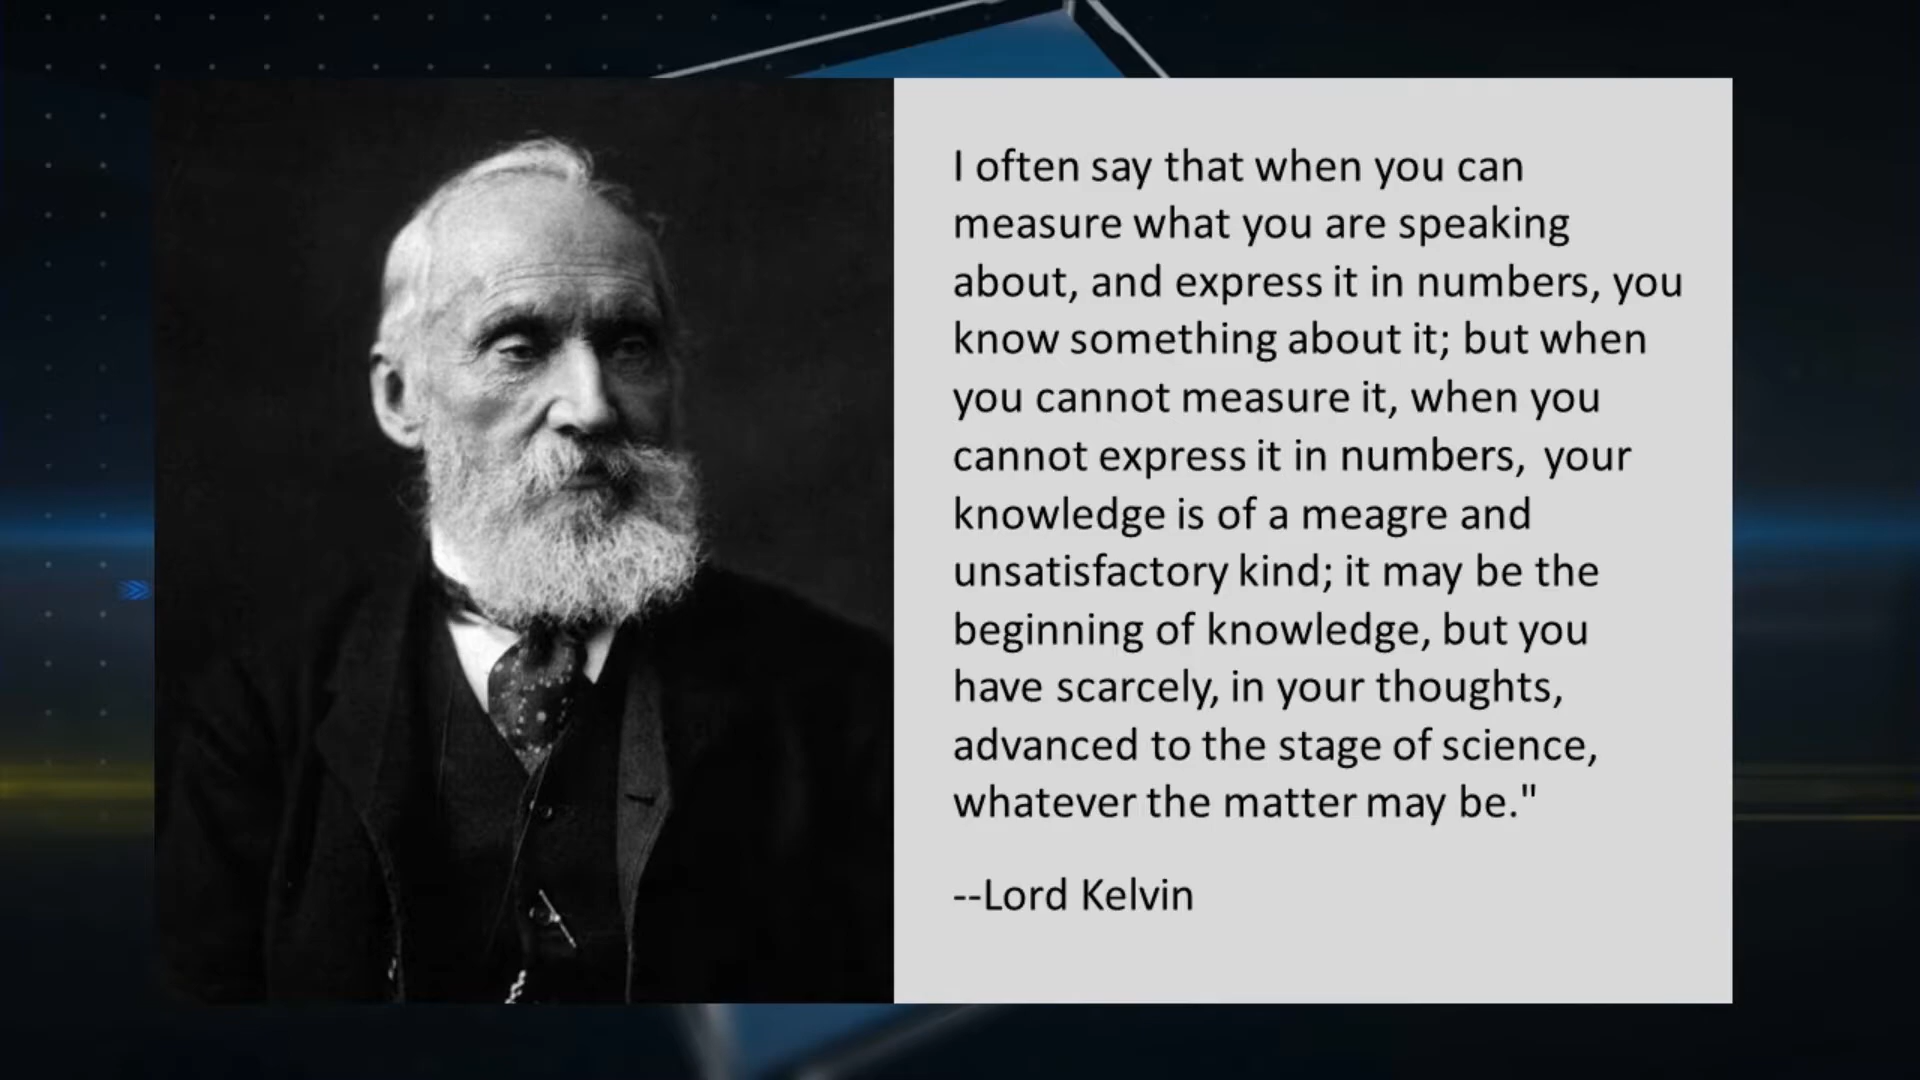 I often say that when you can
measure what you are speaking
about, and express it in numbers, you
know something about it; but when
you cannot measure it, when you
cannot express it in numbers, your
knowledge is of a meagre and
unsatisfactory kind; it may be the
beginning of knowledge, but you
have scarcely, in your thoughts,
advanced to the stage of science,
whatever the matter may be."
--Lord Kelvin